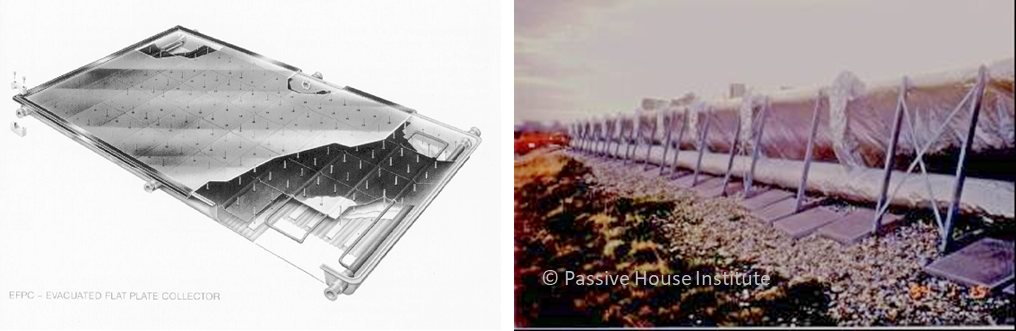 EFPC – EVACUATED FLAT PLATE COLLECTOR
© Passive House Institute